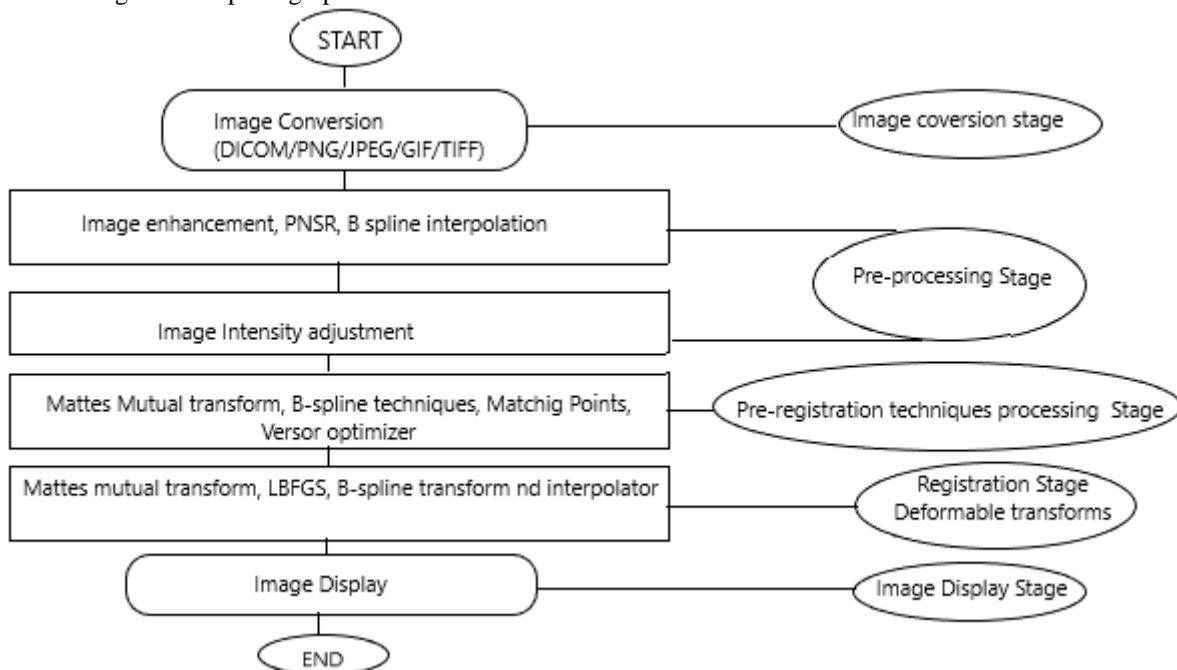 START
Image Conversion
(DICOM/PNG/JPEG/GIF/TIFF)
Image coversion stage
Image enhancement, PNSR, B spline interpolation
Pre-processing Stage
Image Intensity adjustment
Mattes Mutual transform, B-spline techniques, Matchig Points,
Versor optimizer
Pre-registration techniques processing Stage
Mattes mutual transform, LBFGS, B-spline transform nd interpolator
Registration Stage
Deformable transforms
Image Display
Image Display Stage
END